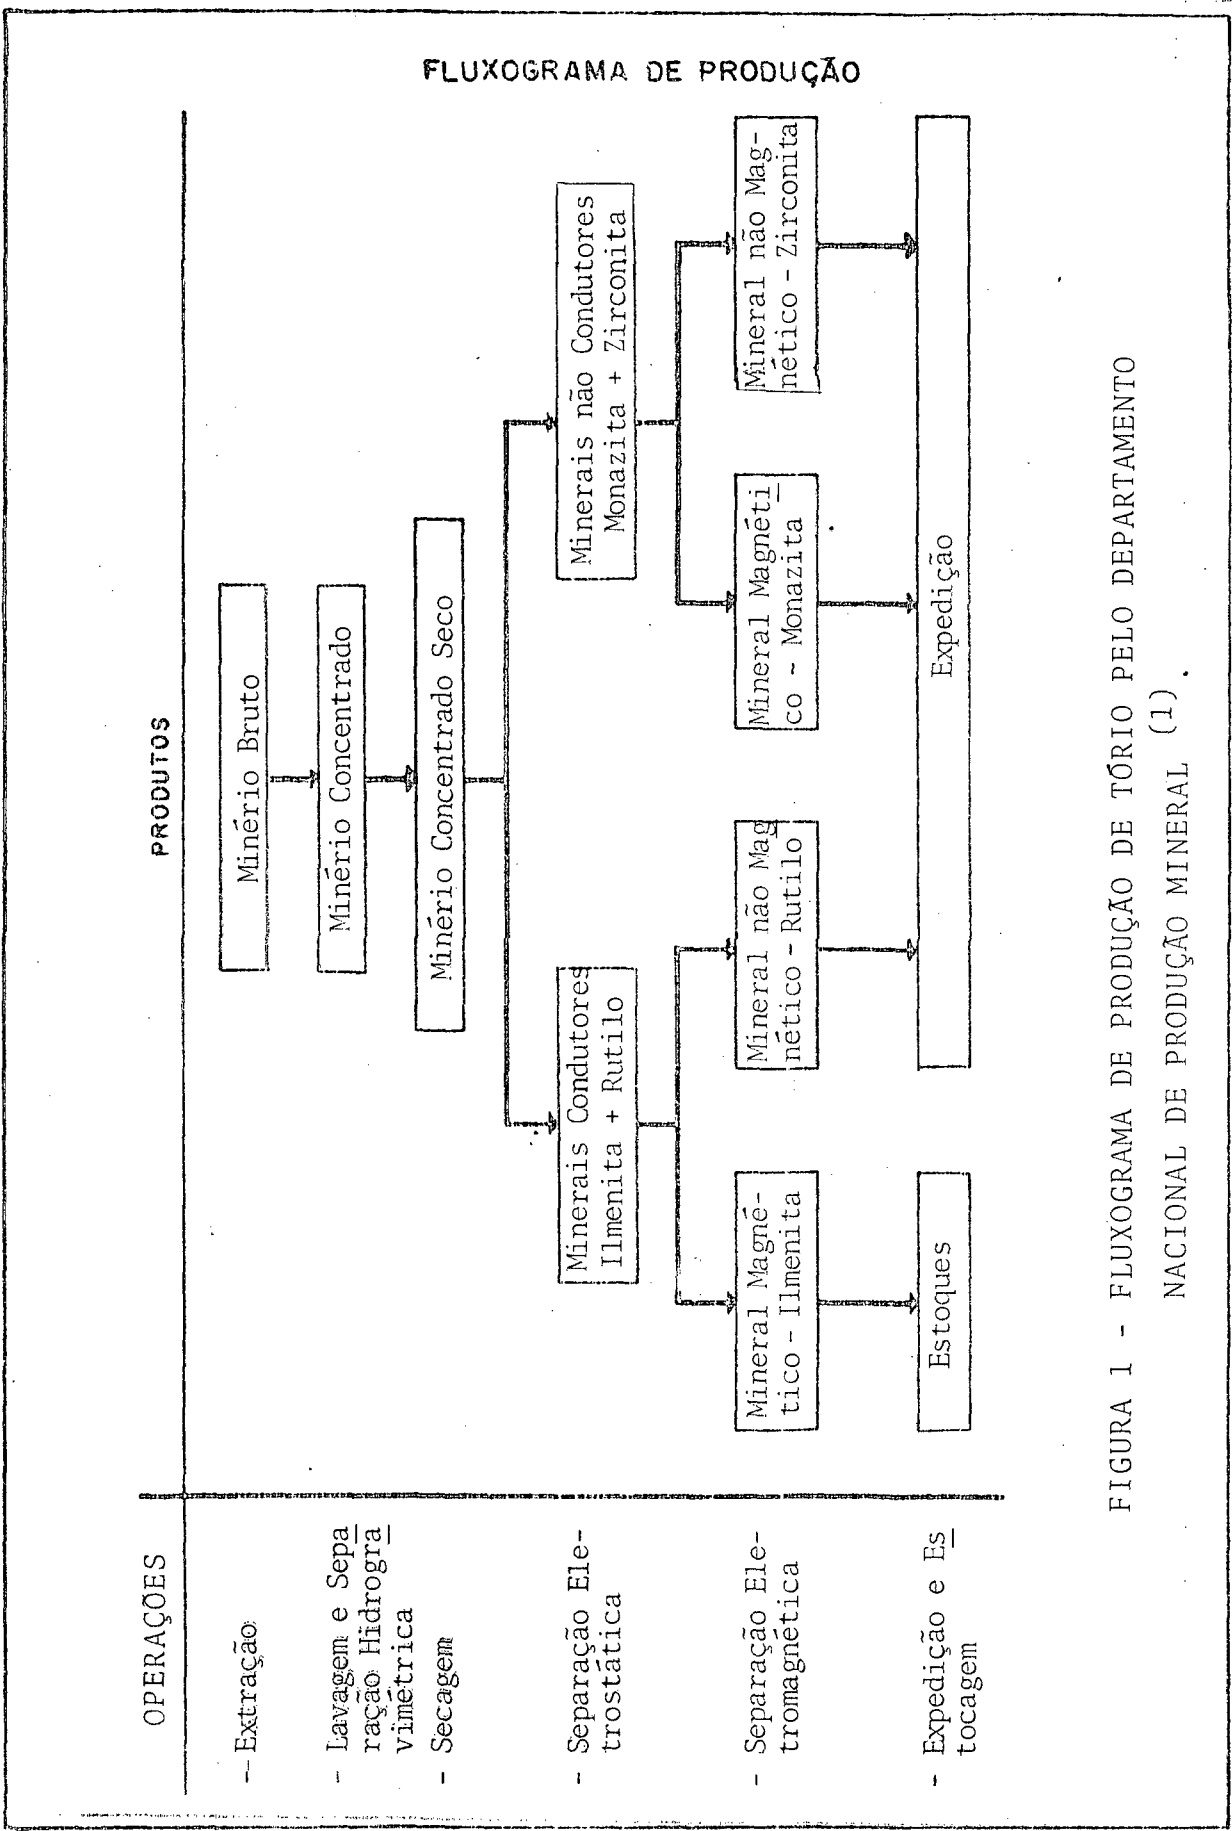 FLUXOGRAMA DE PRODUÇÃO
OPERAÇÕES
PRODUTOS
- Extração
Minério Bruto
- Lavagem e Sepa
ração Hidrogra
vimétrica
Minério Concentrado
- Secagem
Minério Concentrado Seco
- Separação Ele-
trostática
Minerais Condutores
Ilmenita + Rutilo
Minerais não Condutores
Monazita + Zirconita
- Separação Ele-
tromagnética
Mineral Magné-
tico - Ilmenita
Mineral não Mag
nético - Rutilo
Mineral Magnéti
co - Monazita
Mineral não Mag-
nético - Zirconita
- Expedição e Es
tocagem
Estoques
Expedição
FIGURA 1 - FLUXOGRAMA DE PRODUÇÃO DE TÓRIO PELO DEPARTAMENTO
NACIONAL DE PRODUÇÃO MINERAL (1).